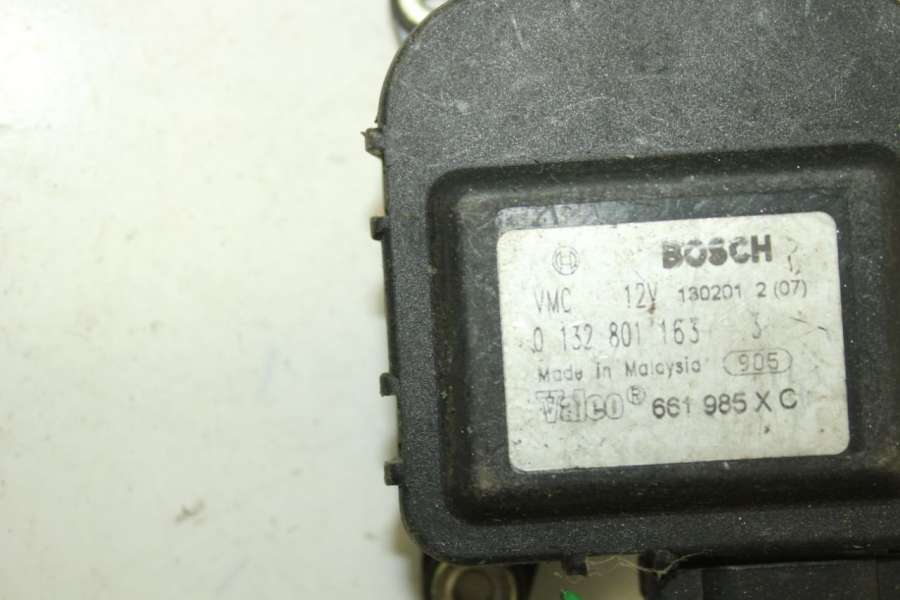 BOSCH
VMC 12V 130201 2 (07)
0 132 801 163 3
Made in Malaysia 905
Valeo® 661 985 X C